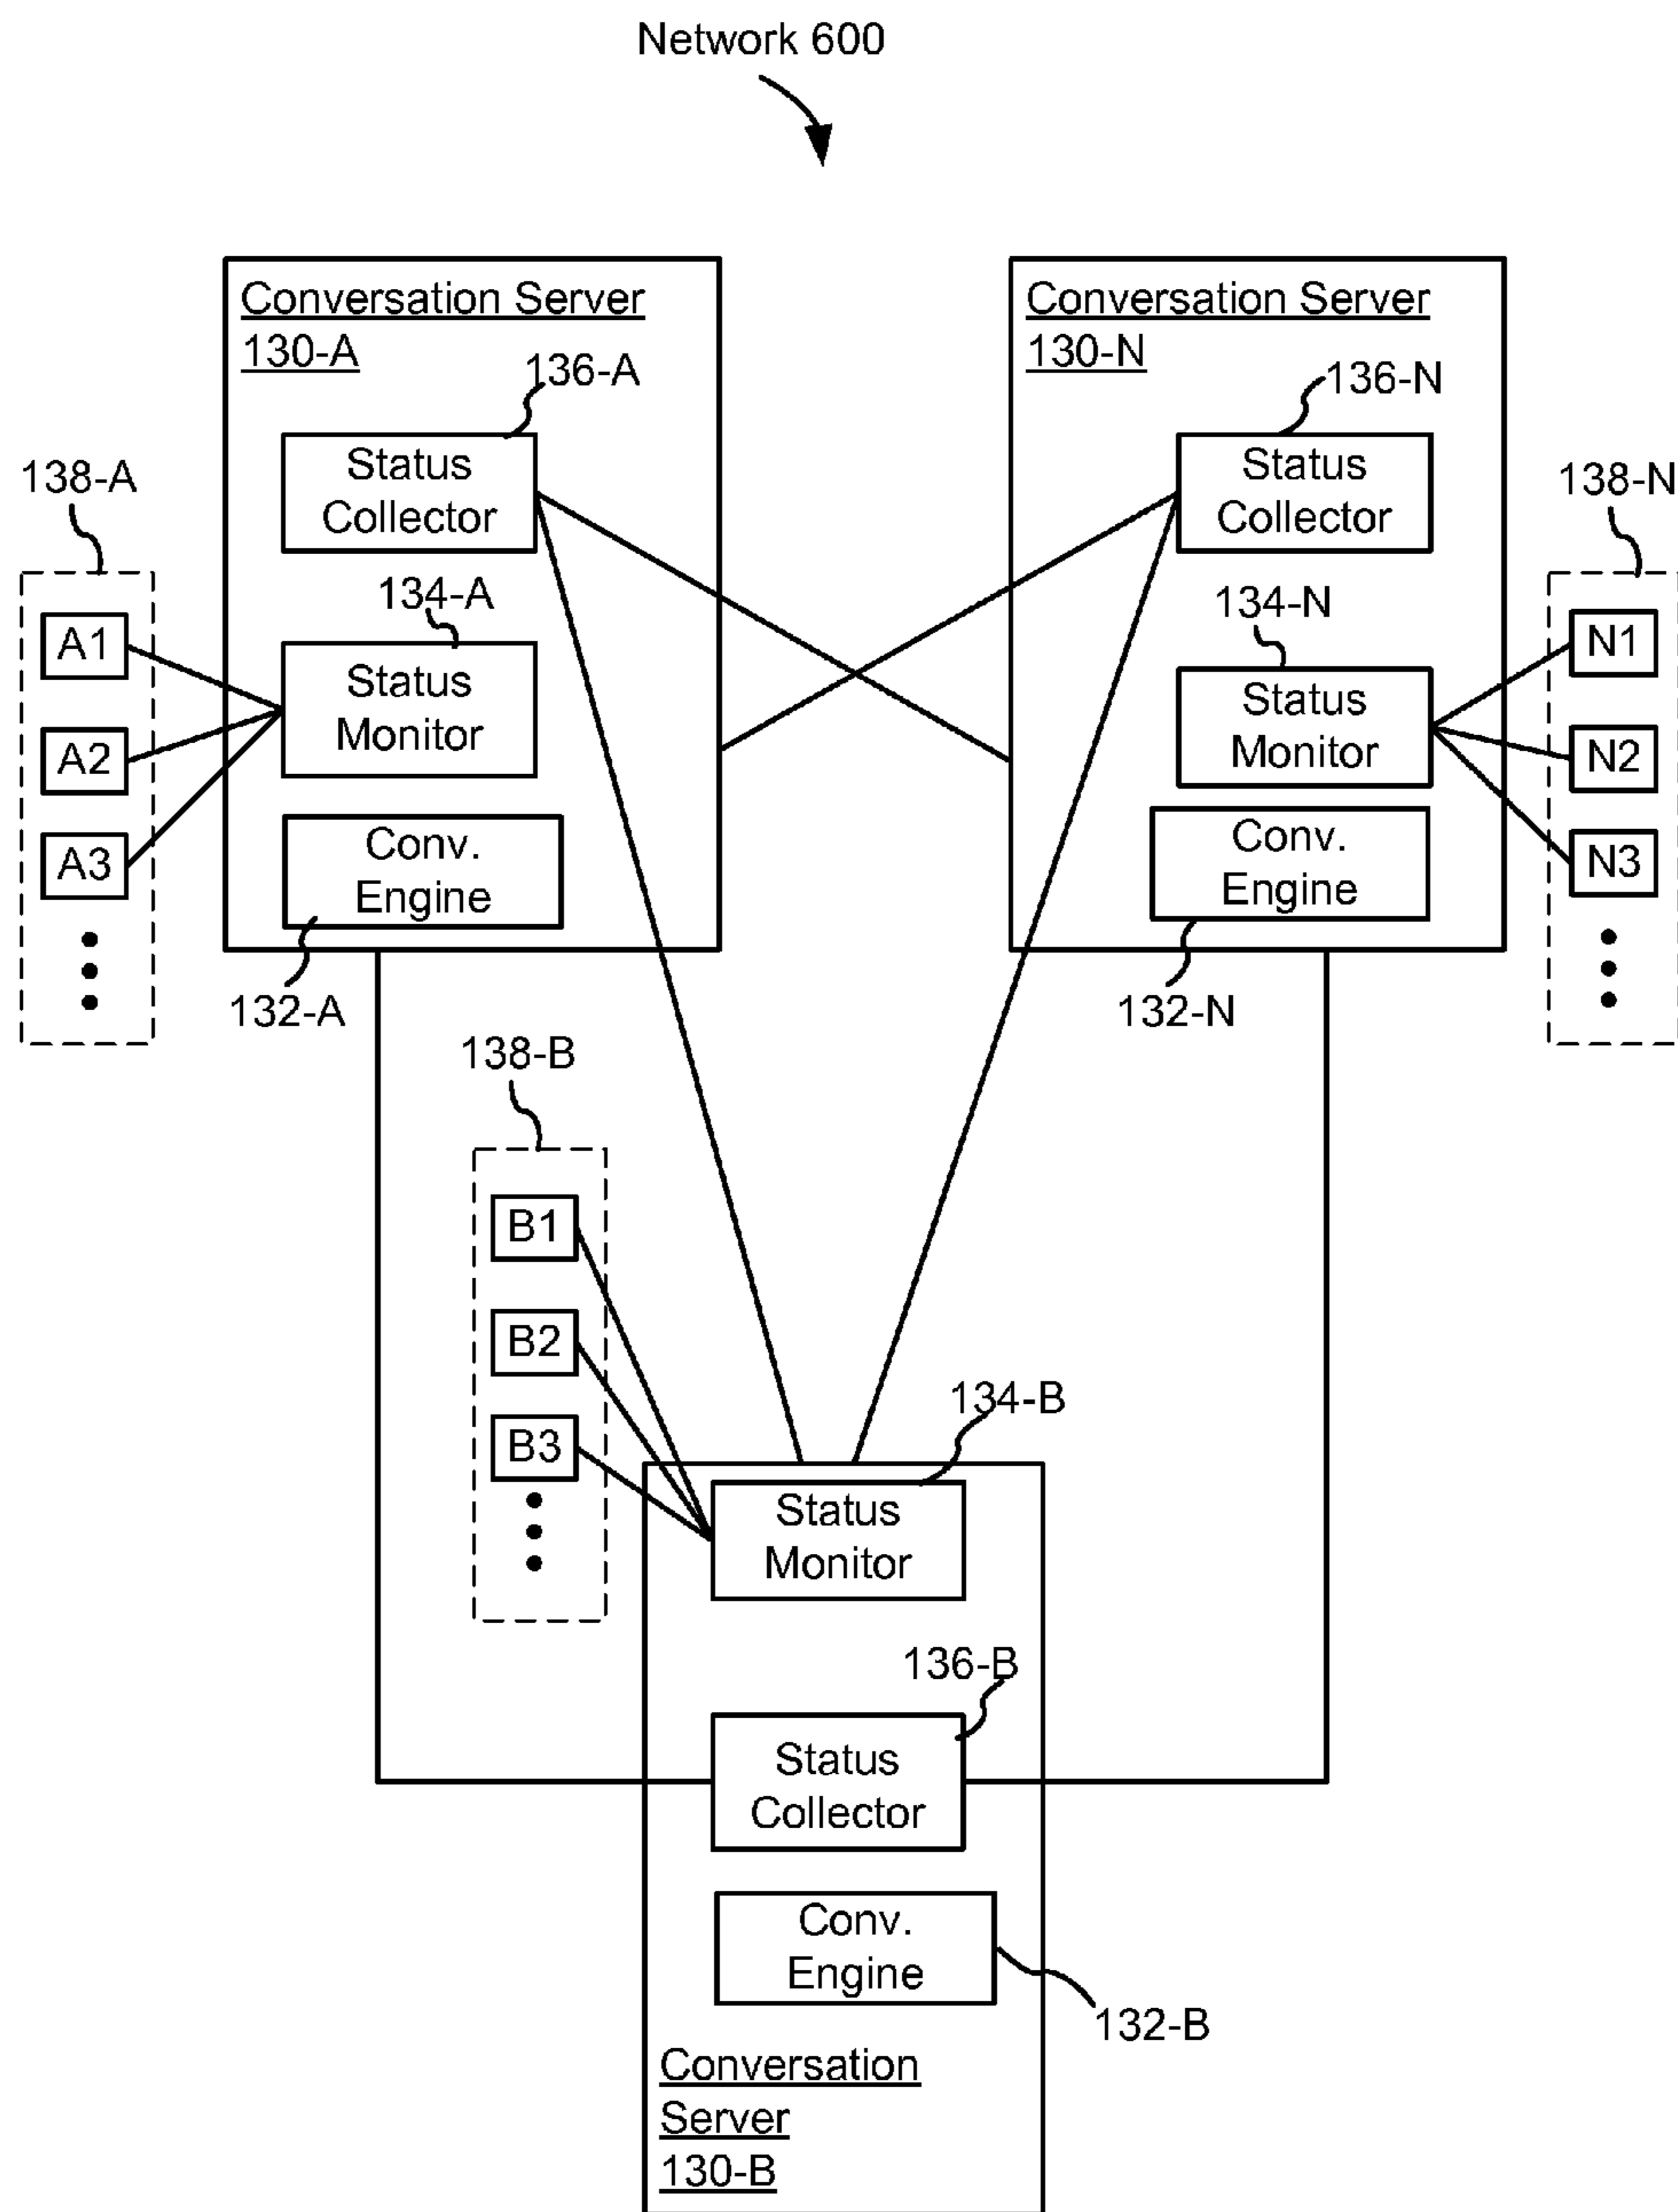 Network 600
Conversation Server
130-A
136-A
Status
Collector
134-A
Status
Monitor
Conv.
Engine
132-A
138-A
A1
A2
A3
Conversation Server
130-N
136-N
Status
Collector
134-N
Status
Monitor
Conv.
Engine
132-N
138-N
N1
N2
N3
138-B
B1
B2
B3
134-B
Status
Monitor
136-B
Status
Collector
Conv.
Engine
132-B
Conversation
Server
130-B